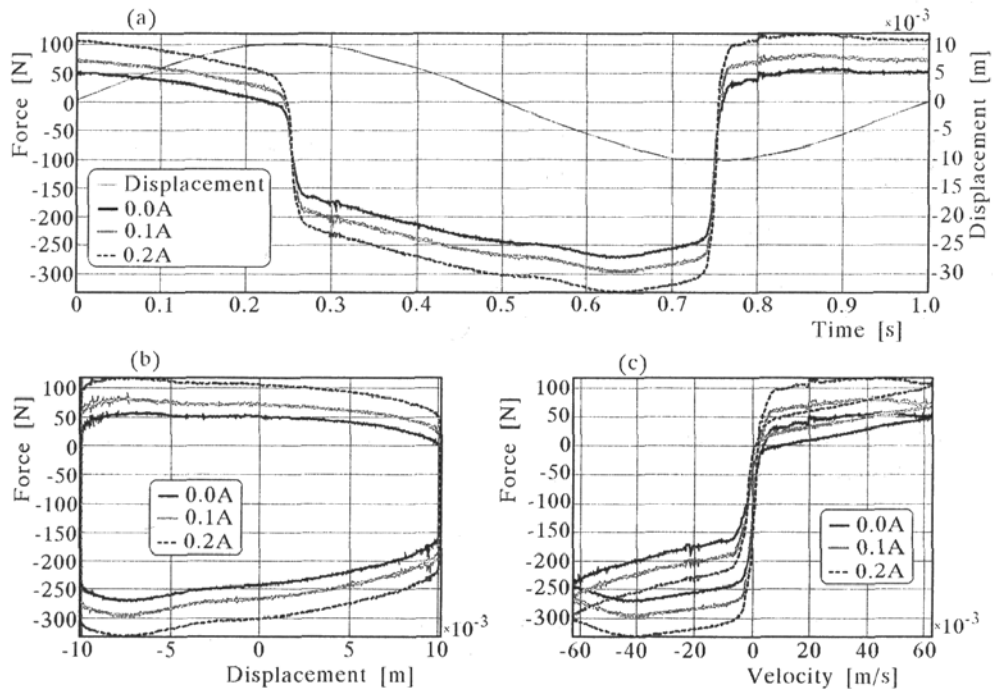 (a)
×10⁻³
Force [N]
100
50
0
-50
-100
-150
-200
-250
-300
Displacement
0.0A
0.1A
0.2A
10
5
0
-5
-10
-15
-20
-25
-30
Displacement [m]
0 0.1 0.2 0.3 0.4 0.5 0.6 0.7 0.8 0.9 1.0
Time [s]
(b)
Force [N]
100
50
0
-50
-100
-150
-200
-250
-300
0.0A
0.1A
0.2A
-10 -5 0 5 10
×10⁻³
Displacement [m]
(c)
Force [N]
100
50
0
-50
-100
-150
-200
-250
-300
0.0A
0.1A
0.2A
-60 -40 -20 0 20 40 60
×10⁻³
Velocity [m/s]